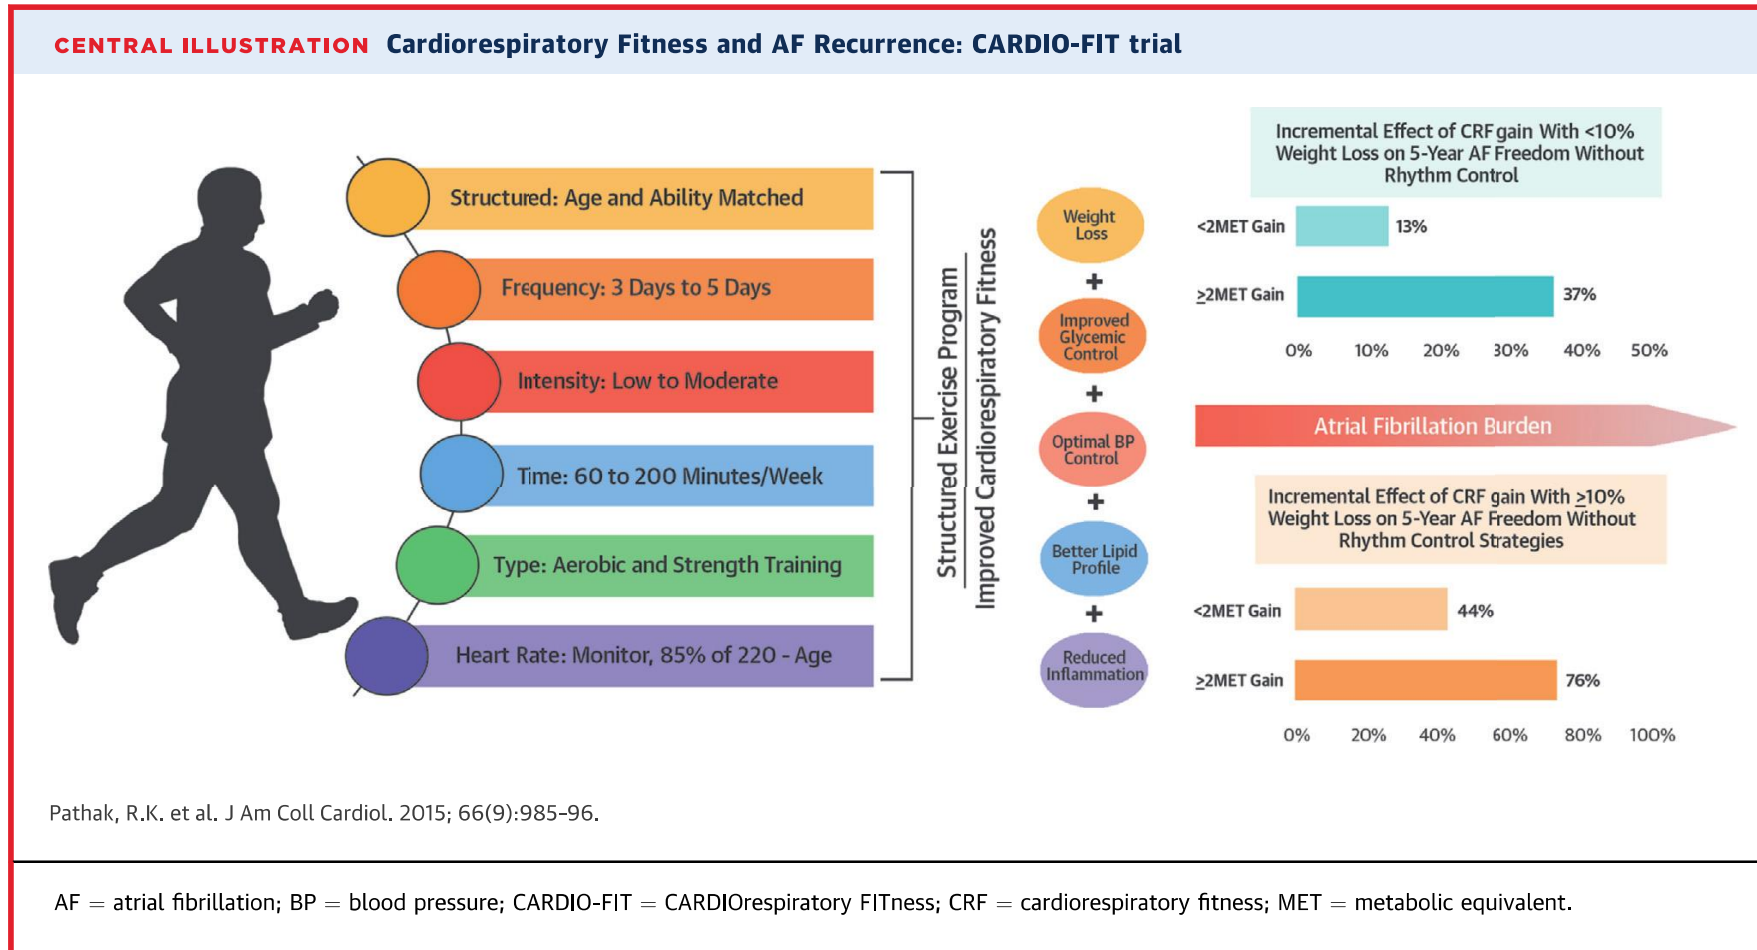 CENTRAL ILLUSTRATION Cardiorespiratory Fitness and AF Recurrence: CARDIO-FIT trial
Structured: Age and Ability Matched
Frequency: 3 Days to 5 Days
Intensity: Low to Moderate
Time: 60 to 200 Minutes/Week
Type: Aerobic and Strength Training
Heart Rate: Monitor, 85% of 220 - Age
Structured Exercise Program
Improved Cardiorespiratory Fitness
Weight
Loss
+
Improved
Glycemic
Control
+
Optimal BP
Control
+
Better Lipid
Profile
+
Reduced
Inflammation
Incremental Effect of CRF gain With <10%
Weight Loss on 5-Year AF Freedom Without
Rhythm Control
<2MET Gain 13%
≥2MET Gain 37%
0% 10% 20% 30% 40% 50%
Atrial Fibrillation Burden
Incremental Effect of CRF gain With ≥10%
Weight Loss on 5-Year AF Freedom Without
Rhythm Control Strategies
<2MET Gain 44%
≥2MET Gain 76%
0% 20% 40% 60% 80% 100%
Pathak, R.K. et al. J Am Coll Cardiol. 2015; 66(9):985–96.
AF = atrial fibrillation; BP = blood pressure; CARDIO-FIT = CARDIOrespiratory FITness; CRF = cardiorespiratory fitness; MET = metabolic equivalent.